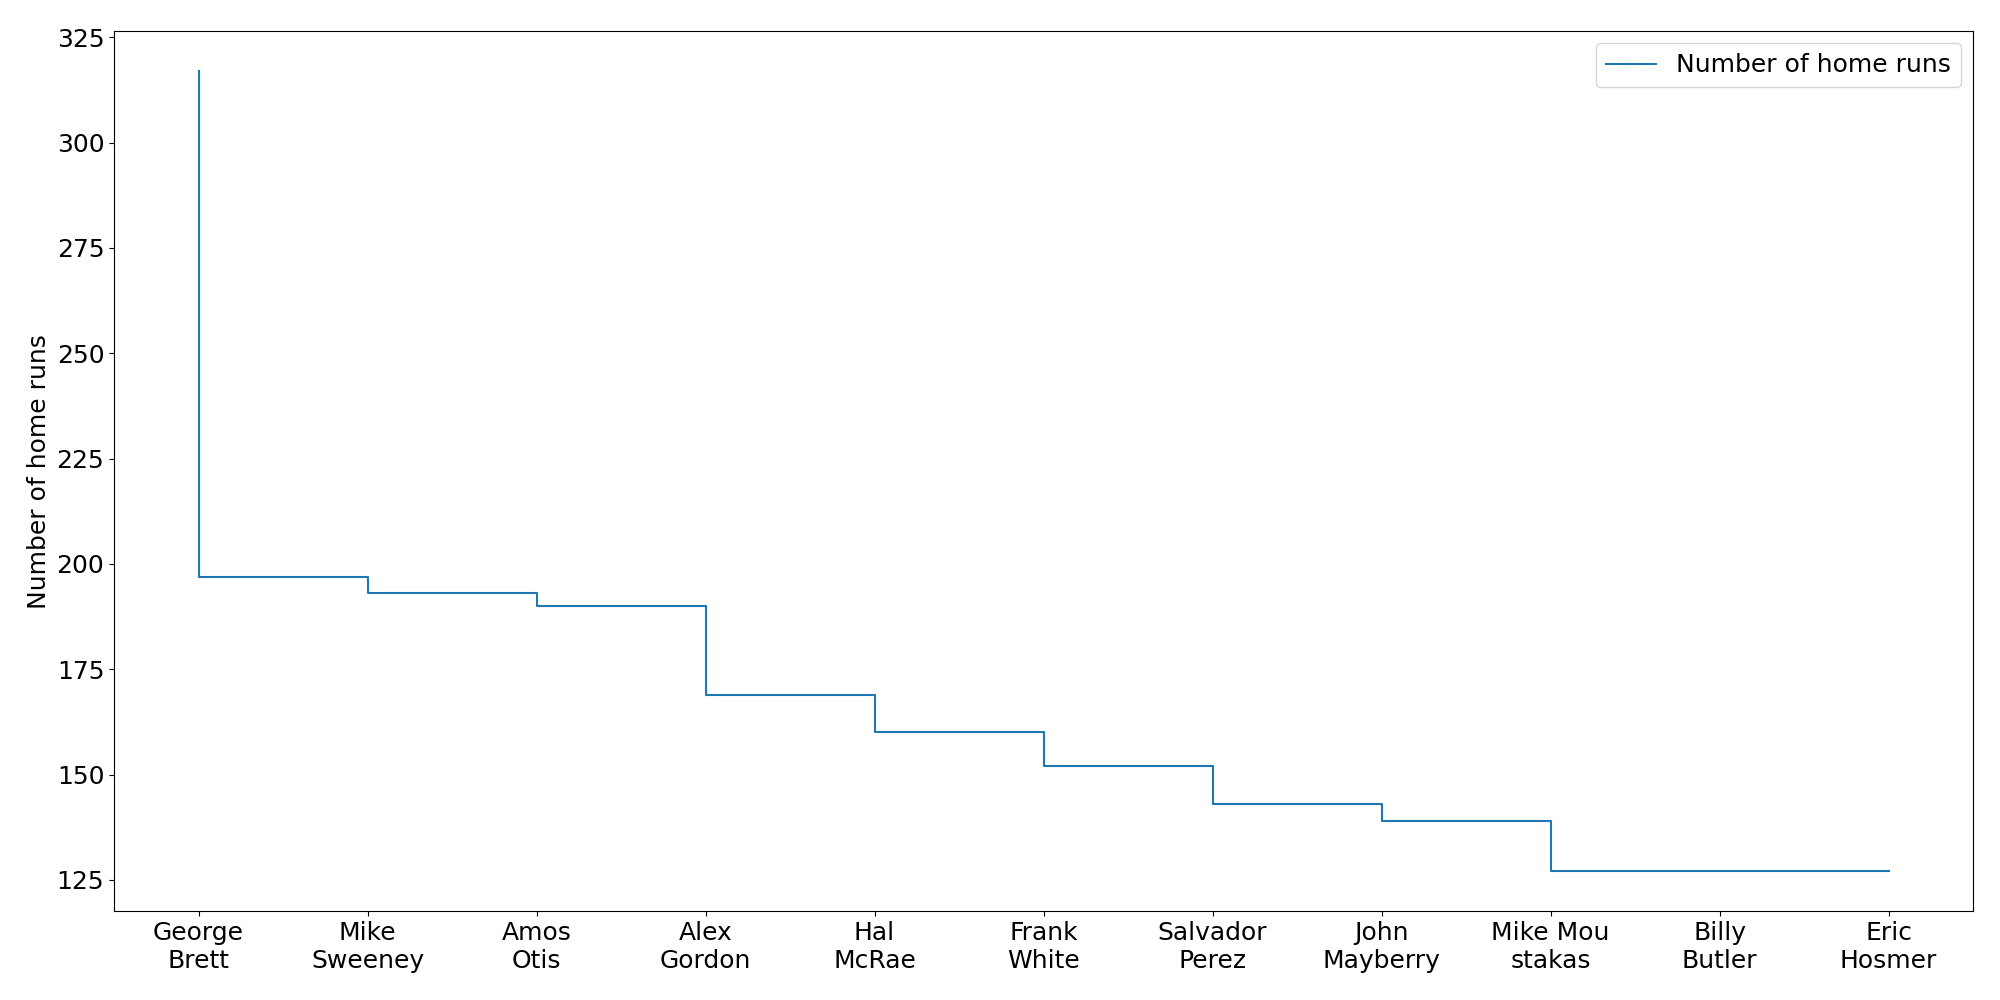 325
300
275
250
225
200
175
150
125
Number of home runs
Number of home runs
George
Brett
Mike
Sweeney
Amos
Otis
Alex
Gordon
Hal
McRae
Frank
White
Salvador
Perez
John
Mayberry
Mike Mou
stakas
Billy
Butler
Eric
Hosmer